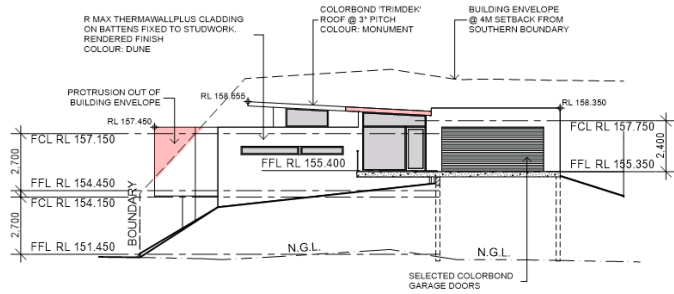 R MAX THERMAWALLPLUS CLADDING
ON BATTENS FIXED TO STUDWORK.
RENDERED FINISH
COLOUR: DUNE
COLORBOND 'TRIMDEK'
ROOF @ 3° PITCH
COLOUR: MONUMENT
BUILDING ENVELOPE
@ 4M SETBACK FROM
SOUTHERN BOUNDARY
PROTRUSION OUT OF
BUILDING ENVELOPE
RL 158.655
RL 158.350
RL 157.450
FCL RL 157.150
FCL RL 157.750
2,700
2,400
FFL RL 155.400
FFL RL 155.350
FFL RL 154.450
FCL RL 154.150
2,700
BOUNDARY
FFL RL 151.450
N.G.L.
N.G.L.
SELECTED COLORBOND
GARAGE DOORS